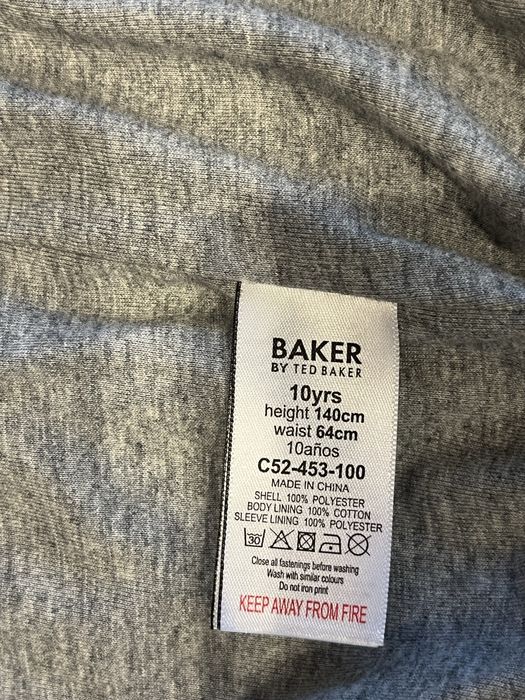 BAKER
BY TED BAKER
10yrs
height 140cm
waist 64cm
10años
C52-453-100
MADE IN CHINA
SHELL 100% POLYESTER
BODY LINING 100% COTTON
SLEEVE LINING 100% POLYESTER
30
Close all fastenings before washing
Wash with similar colours
Do not iron print
KEEP AWAY FROM FIRE